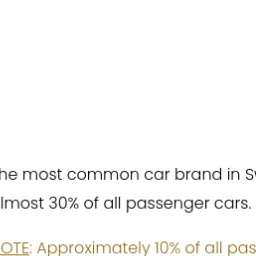 he most common car brand in Sw
lmost 30% of all passenger cars.
OTE: Approximately 10% of all pas